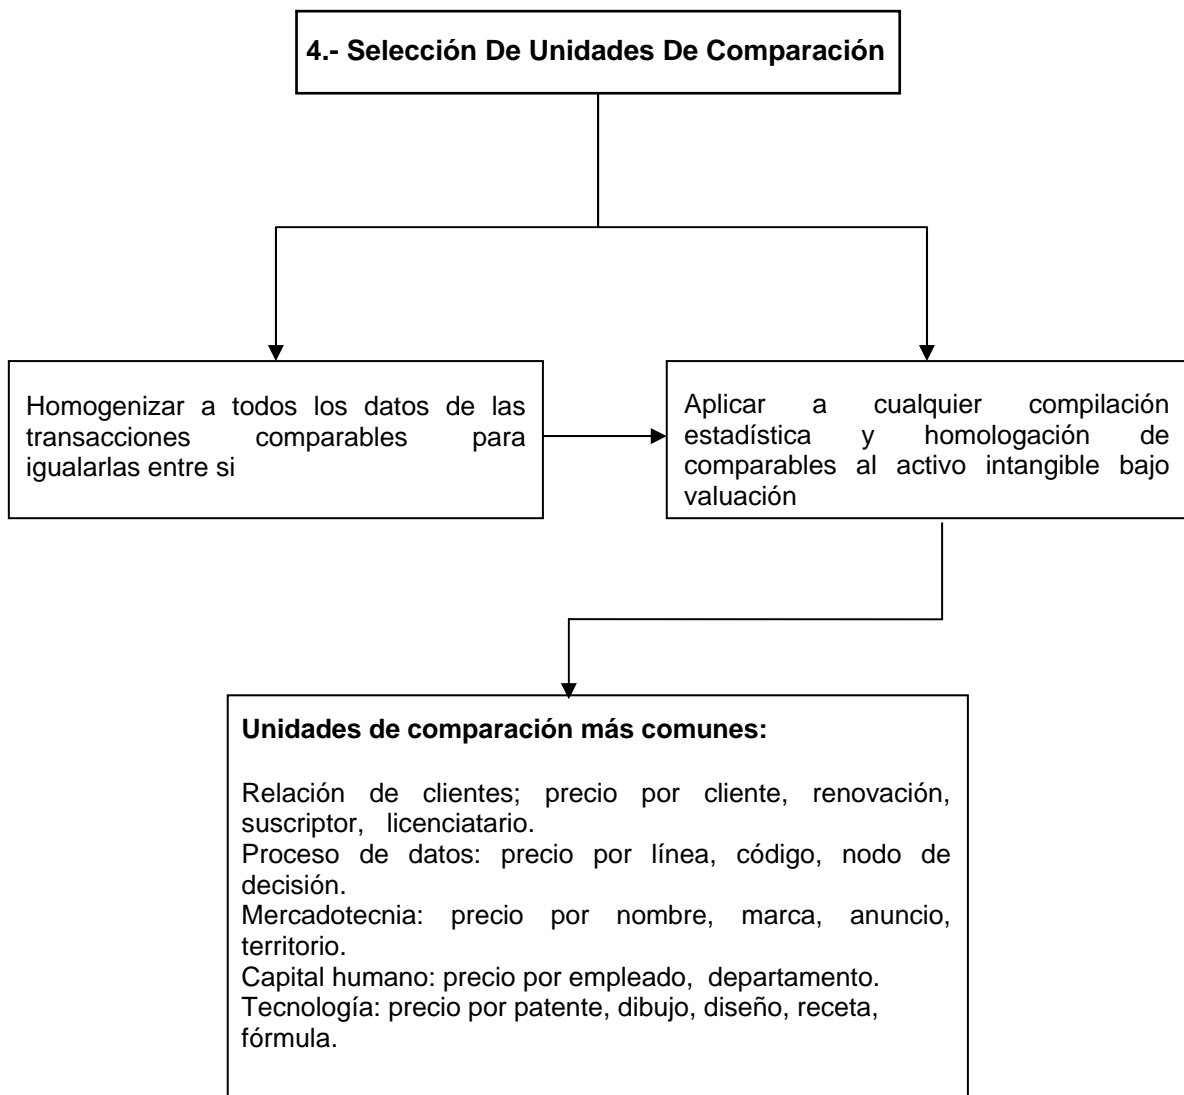 4.- Selección De Unidades De Comparación
Homogenizar a todos los datos de las
transacciones comparables para
igualarlas entre si
Aplicar a cualquier compilación
estadística y homologación de
comparables al activo intangible bajo
valuación
Unidades de comparación más comunes:
Relación de clientes; precio por cliente, renovación,
suscriptor, licenciatario.
Proceso de datos: precio por línea, código, nodo de
decisión.
Mercadotecnia: precio por nombre, marca, anuncio,
territorio.
Capital humano: precio por empleado, departamento.
Tecnología: precio por patente, dibujo, diseño, receta,
fórmula.